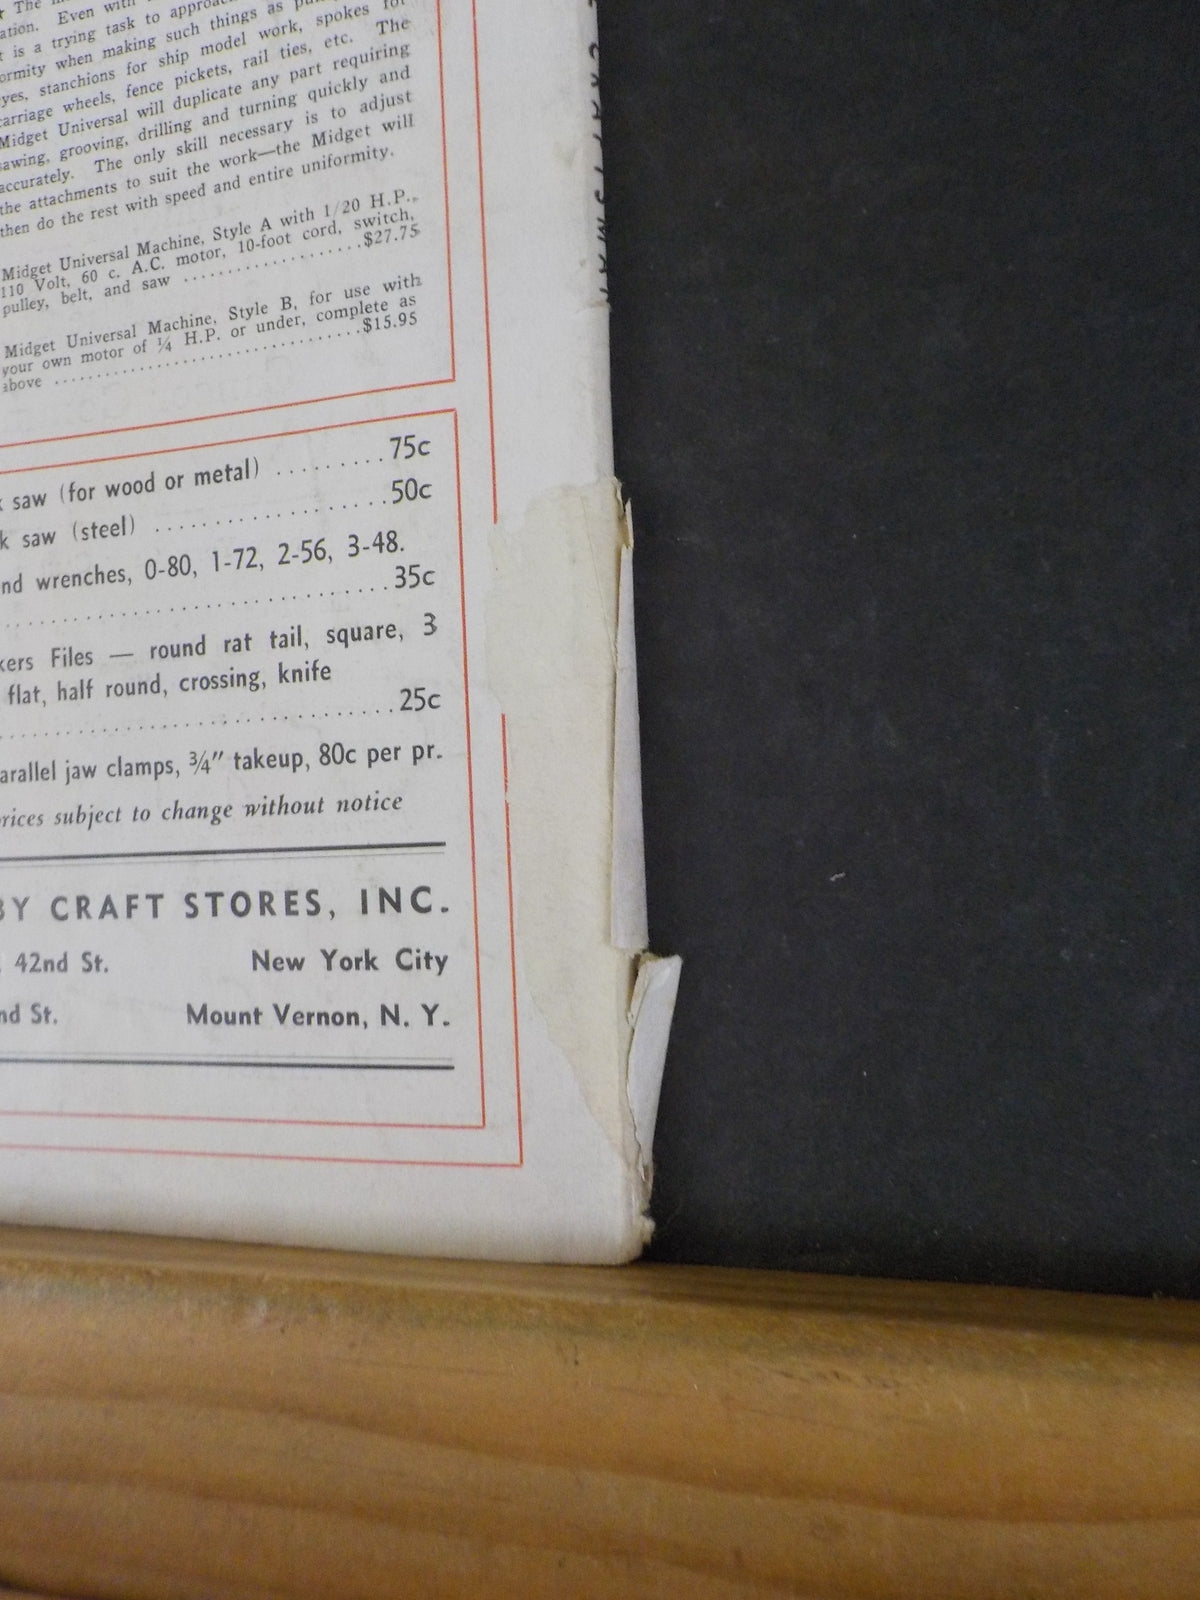 ★ The
ation. Even with
is a trying task to approach
ormity when making such things as
yes, stanchions for ship model work, spokes for
carriage wheels, fence pickets, rail ties, etc. The
Midget Universal will duplicate any part requiring
sawing, grooving, drilling and turning quickly and
accurately. The only skill necessary is to adjust
the attachments to suit the work—the Midget will
then do the rest with speed and entire uniformity.
Midget Universal Machine, Style A with 1/20 H.P.,
110 Volt, 60 c. A.C. motor, 10-foot cord, switch,
pulley, belt, and saw ....................$27.75
Midget Universal Machine, Style B, for use with
your own motor of ¼ H.P. or under, complete as
above ....................................$15.95
k saw (for wood or metal) .........75c
k saw (steel) ...................50c
nd wrenches, 0-80, 1-72, 2-56, 3-48.
................................35c
kers Files — round rat tail, square, 3
flat, half round, crossing, knife
................................25c
arallel jaw clamps, ¾" takeup, 80c per pr.
prices subject to change without notice
BY CRAFT STORES, INC.
42nd St. New York City
nd St. Mount Vernon, N. Y.